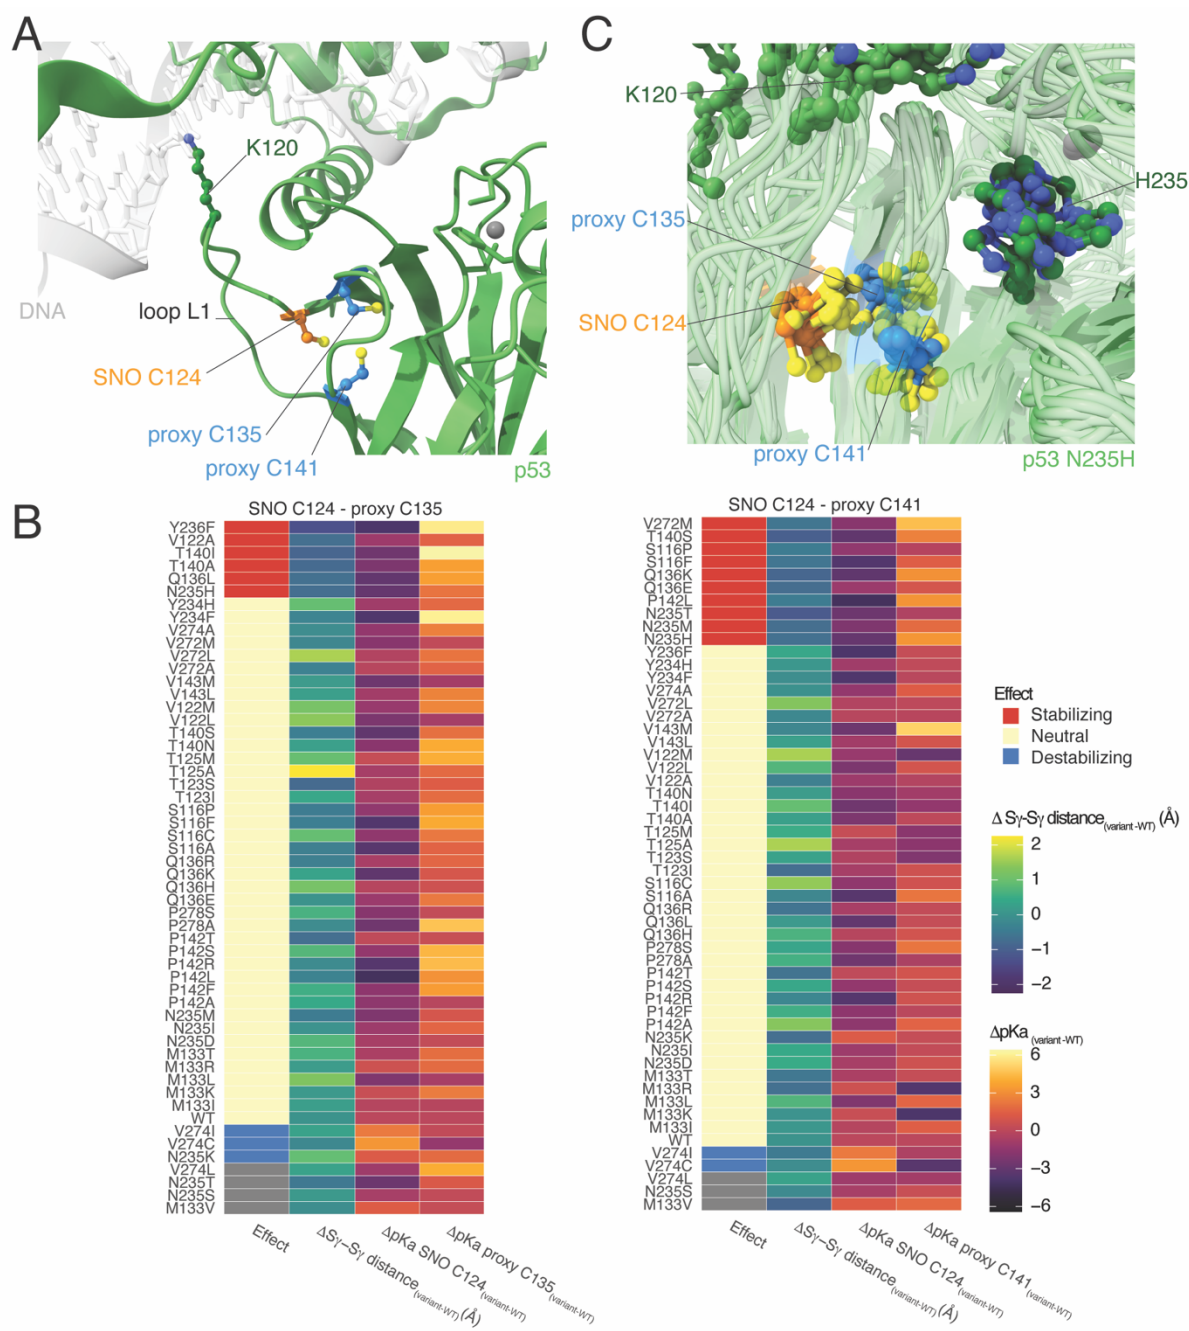 A
K120
DNA
loop L1
SNO C124
proxy C135
proxy C141
p53
C
K120
H235
proxy C135
SNO C124
proxy C141
p53 N235H
B
SNO C124 - proxy C135
Y236F
V122A
T140I
T140A
Q136L
N235H
Y234H
Y234F
V274A
V272M
V272L
V272A
V143M
V143L
V122M
V122L
T140S
T140N
T125M
T125A
T123S
T123I
S116P
S116F
S116C
S116A
Q136R
Q136K
Q136H
Q136E
P278S
P278A
P142T
P142S
P142R
P142L
P142F
P142A
N235M
N235I
N235D
M133T
M133R
M133L
M133K
M133I
WT
V274I
V274C
N235K
V274L
N235T
N235S
M133V
Effect
ΔSγ–Sγ distance(variant-WT)(Å)
ΔpKa SNO C124(variant-WT)
ΔpKa proxy C135(variant-WT)
SNO C124 - proxy C141
V272M
T140S
S116P
S116F
Q136K
Q136E
P142L
N235T
N235M
N235H
Y236F
Y234H
Y234F
V274A
V272L
V272A
V143M
V143L
V122M
V122L
V122A
T140N
T140I
T140A
T125M
T125A
T123S
T123I
S116C
S116A
Q136R
Q136L
Q136H
P278S
P278A
P142T
P142S
P142R
P142F
P142A
N235K
N235I
N235D
M133T
M133R
M133L
M133K
M133I
WT
V274I
V274C
V274L
N235S
M133V
Effect
ΔSγ–Sγ distance(variant-WT)(Å)
ΔpKa SNO C124(variant-WT)
ΔpKa proxy C141(variant-WT)
Effect
Stabilizing
Neutral
Destabilizing
Δ Sγ-Sγ distance(variant-WT) (Å)
2
1
0
−1
−2
ΔpKa (variant-WT)
6
3
0
−3
−6